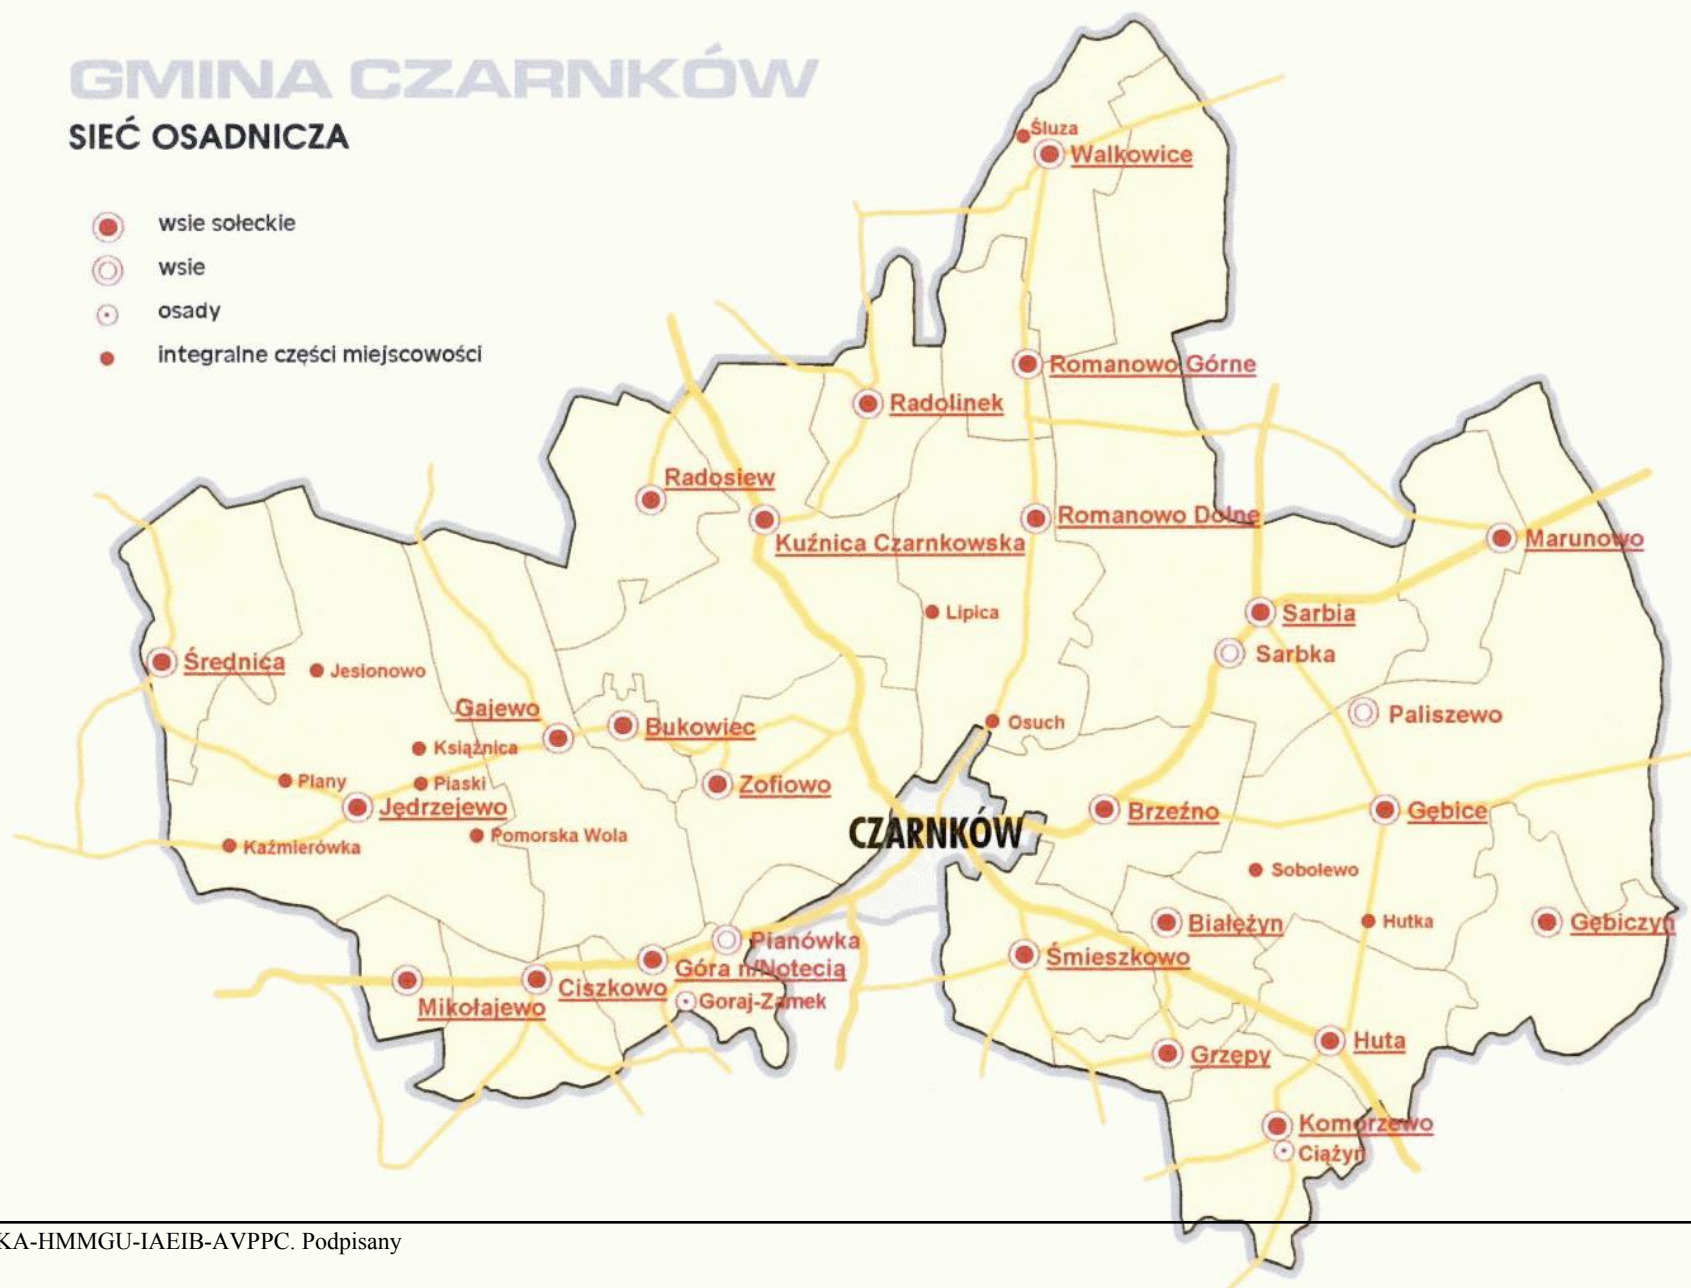 GMINA CZARNKÓW
SIEĆ OSADNICZA
wsie sołeckie
wsie
osady
integralne części miejscowości
Śluza
Walkowice
Romanowo Górne
Radolinek
Radosiew
Kuźnica Czarnkowska
Romanowo Dolne
Marunowo
Lipica
Sarbia
Sarbka
Średnica
Jesionowo
Gajewo
Bukowiec
Osuch
Paliszewo
Książnica
Plany
Piaski
Zofiowo
Jędrzejewo
Brzeźno
Gębice
CZARNKÓW
Pomorska Wola
Kaźmierówka
Sobolewo
Białężyn
Hutka
Gębiczyn
Pianówka
Śmieszkowo
Góra n/Notecią
Ciszkowo
Goraj-Zamek
Mikołajewo
Huta
Grzępy
Komorzewo
Ciążyn
KA-HMMGU-IAEIB-AVPPC. Podpisany